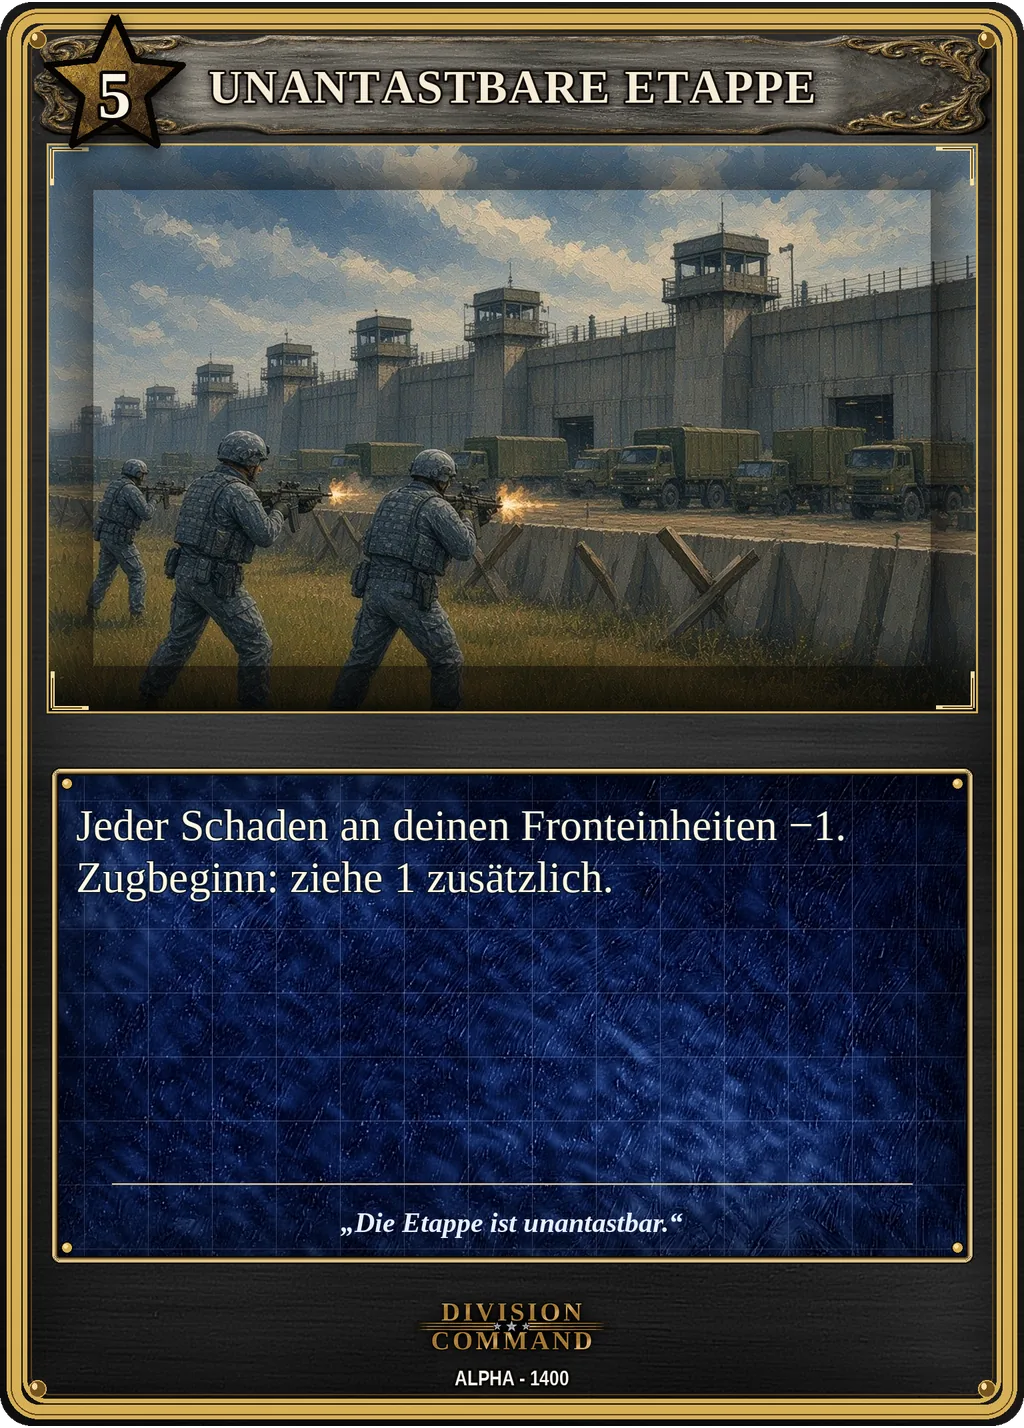 5
UNANTASTBARE ETAPPE
Jeder Schaden an deinen Fronteinheiten −1.
Zugbeginn: ziehe 1 zusätzlich.
„Die Etappe ist unantastbar.“
DIVISION
COMMAND
ALPHA - 1400